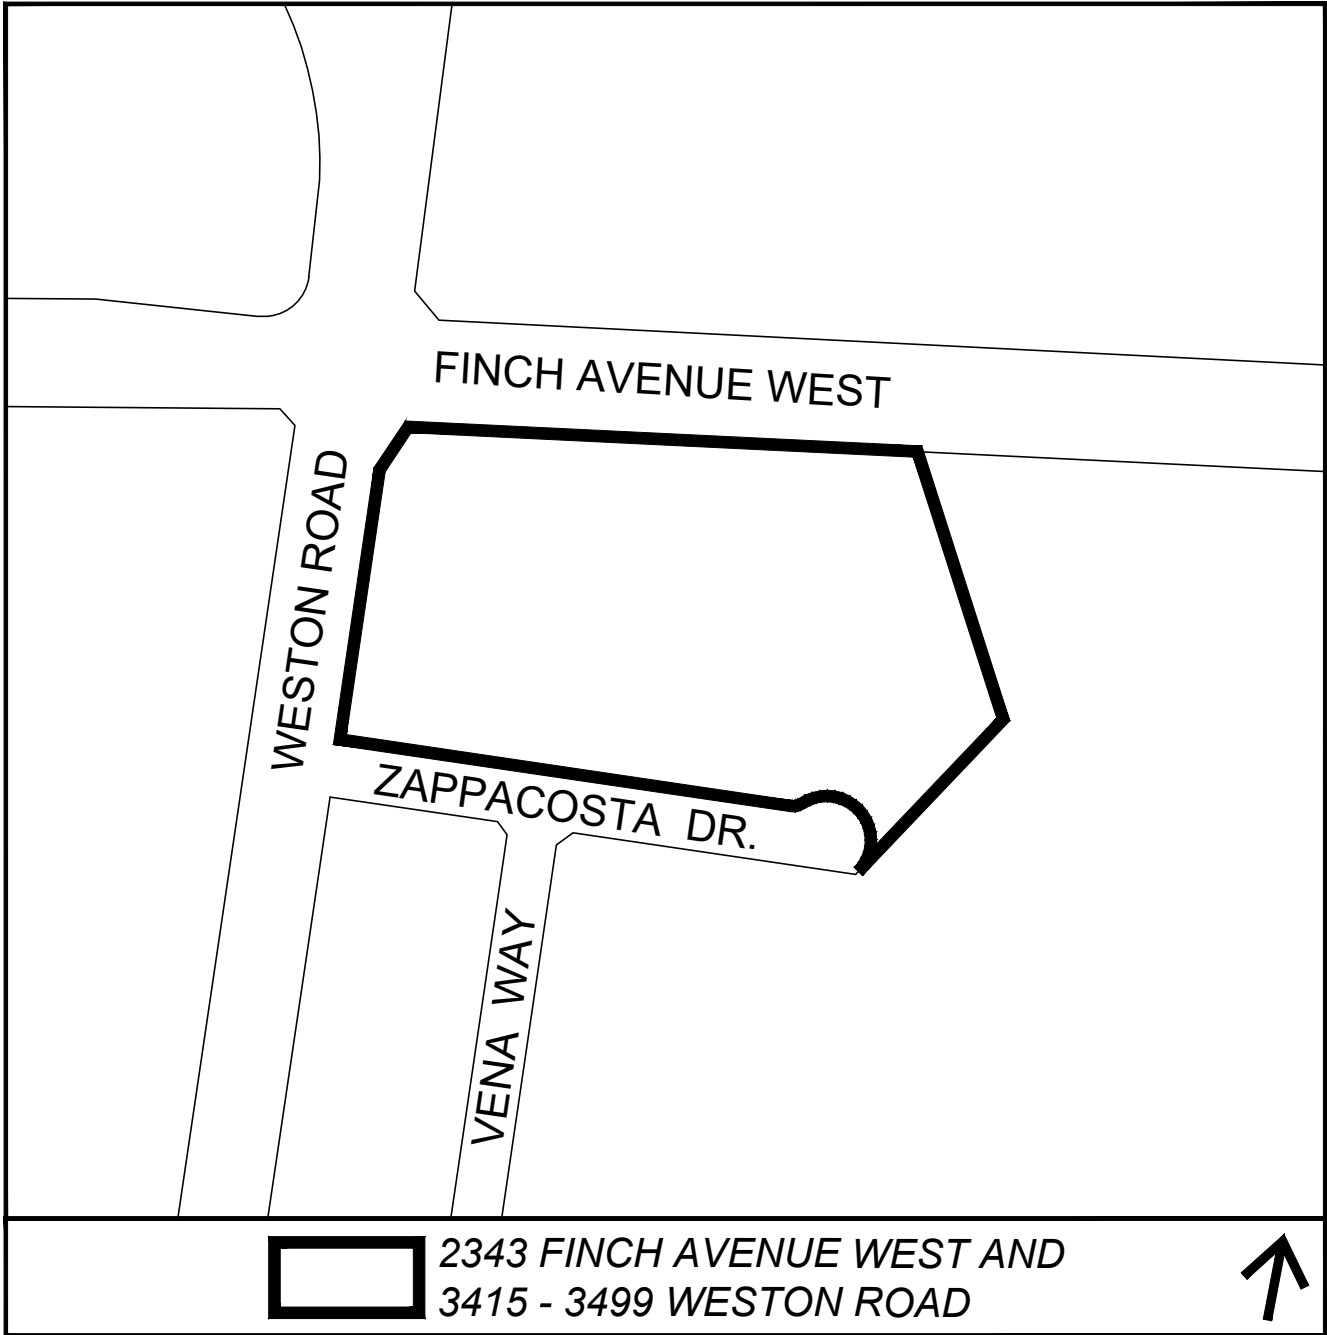 FINCH AVENUE WEST
WESTON ROAD
ZAPPACOSTA DR.
VENA WAY
2343 FINCH AVENUE WEST AND
3415 - 3499 WESTON ROAD